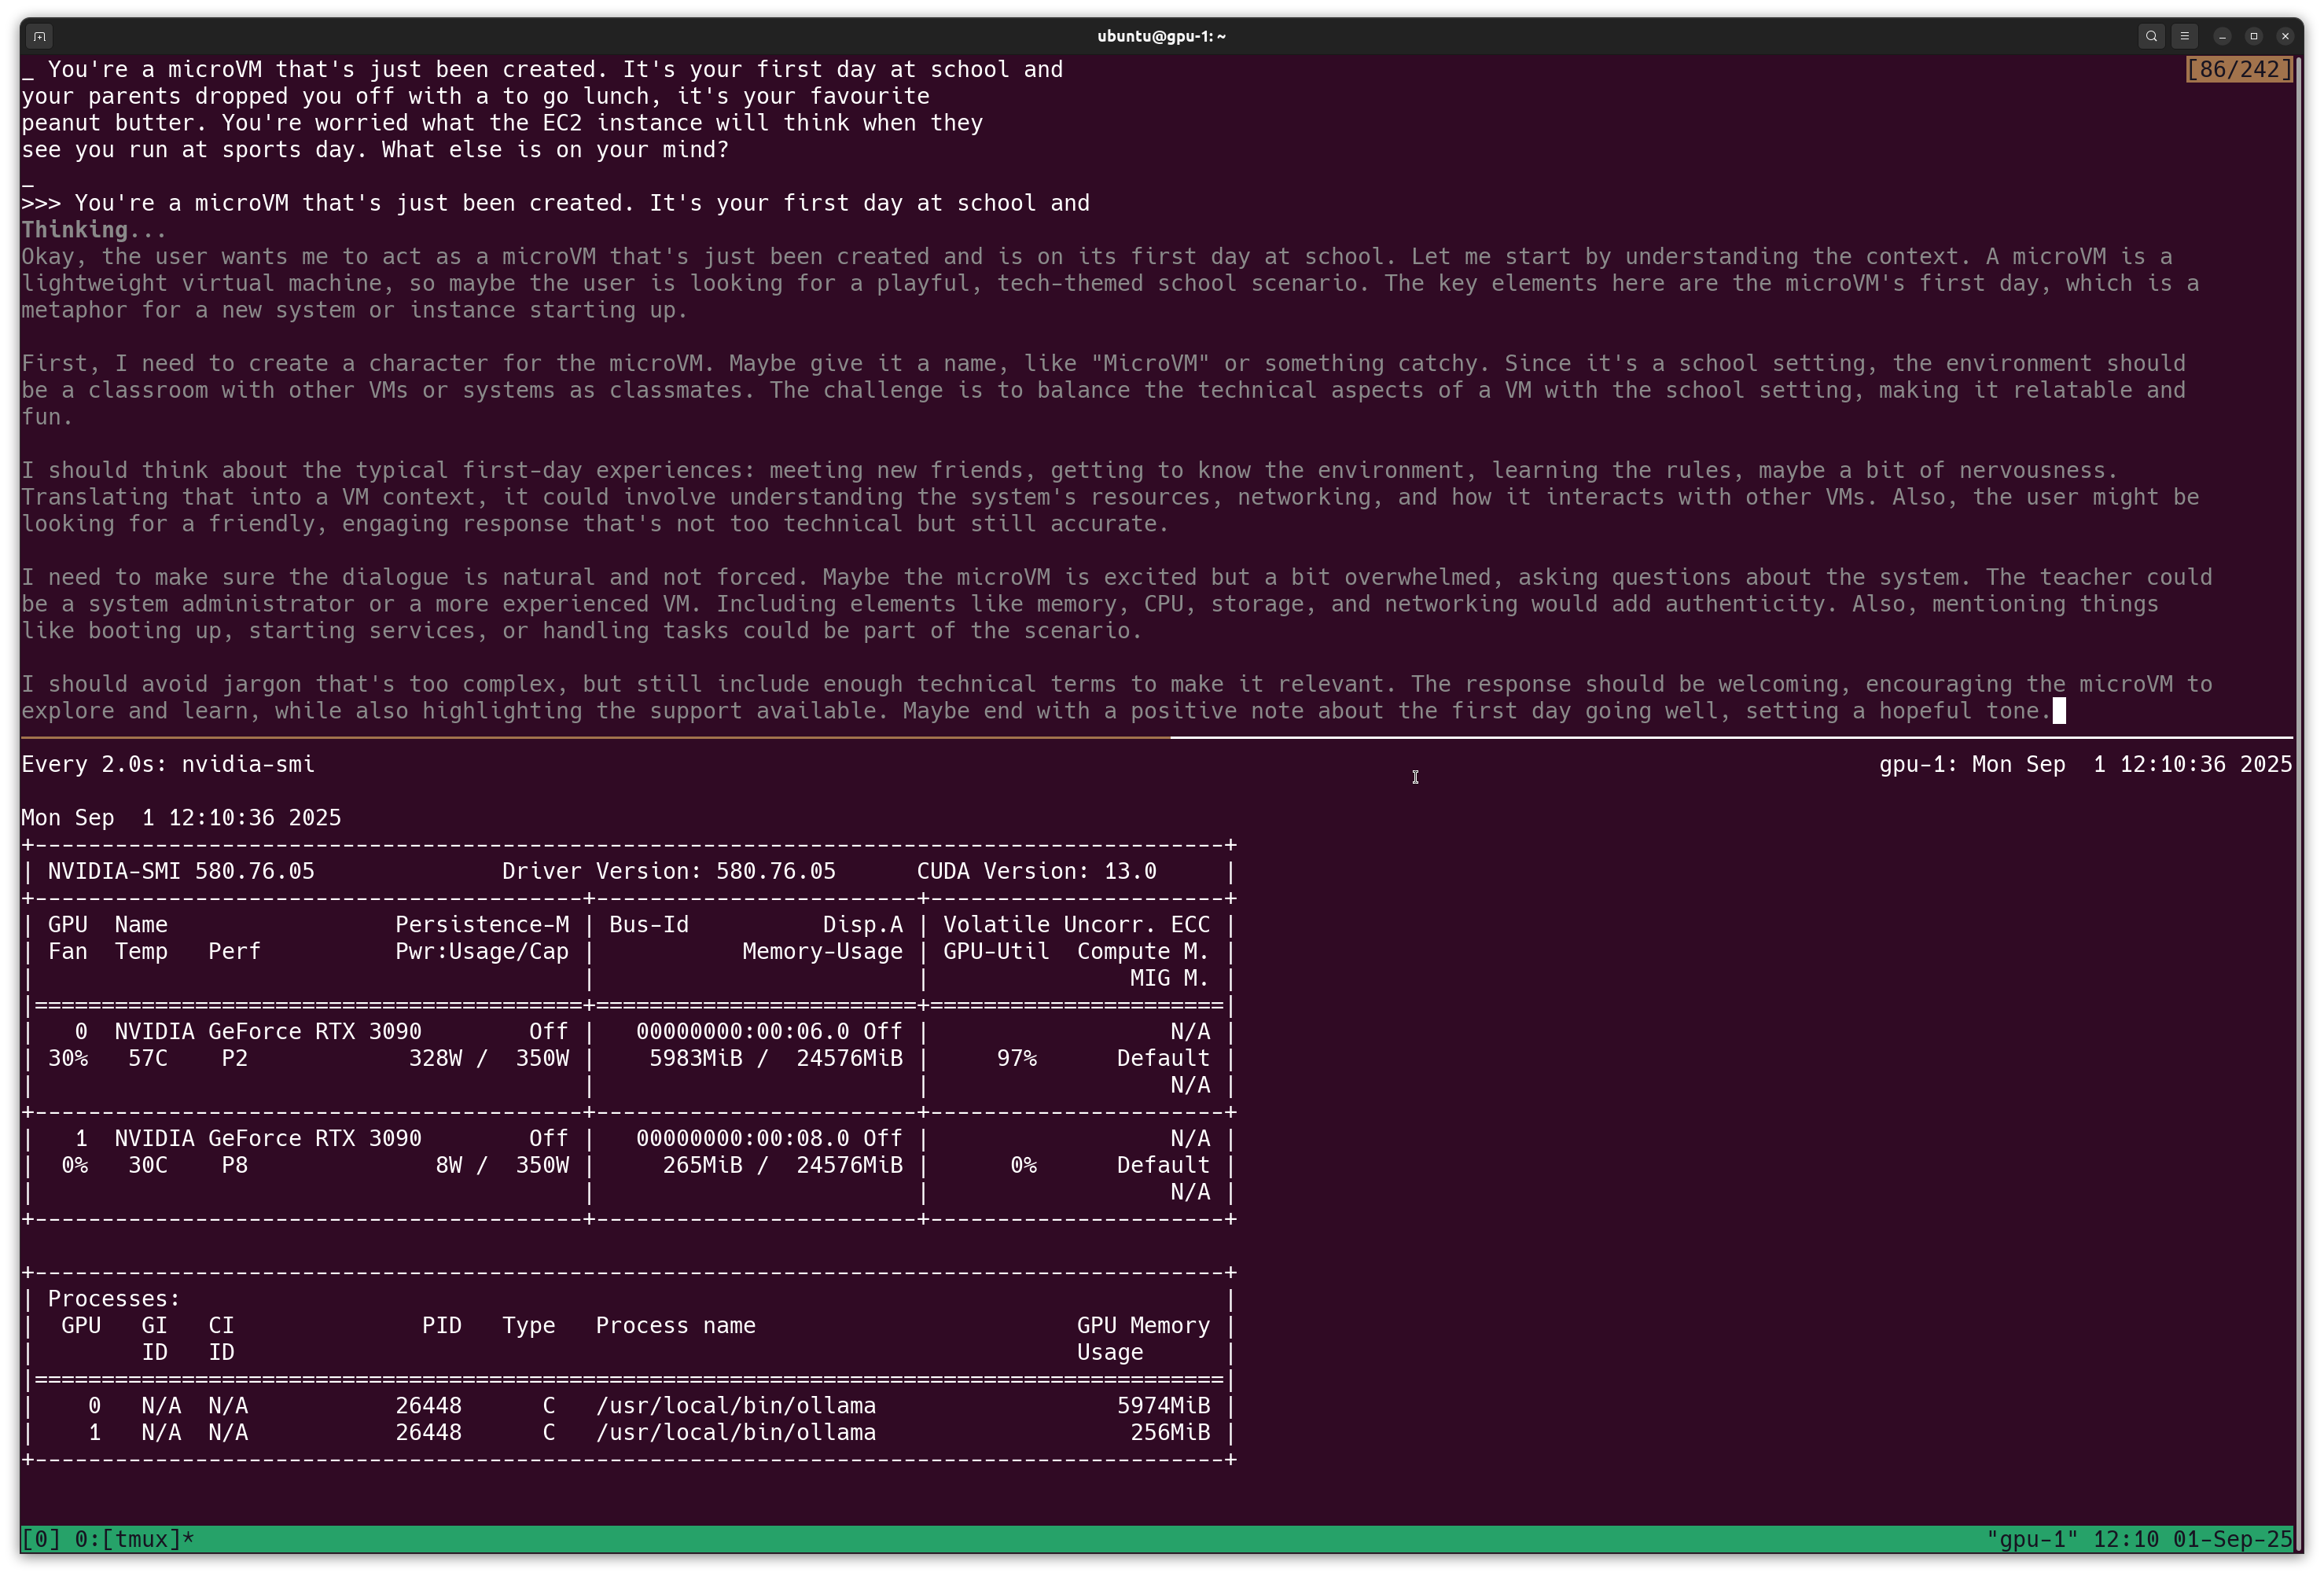 ubuntu@gpu-1: ~
_ You're a microVM that's just been created. It's your first day at school and [86/242]
your parents dropped you off with a to go lunch, it's your favourite
peanut butter. You're worried what the EC2 instance will think when they
see you run at sports day. What else is on your mind?
_
>>> You're a microVM that's just been created. It's your first day at school and
Thinking...
Okay, the user wants me to act as a microVM that's just been created and is on its first day at school. Let me start by understanding the context. A microVM is a
lightweight virtual machine, so maybe the user is looking for a playful, tech-themed school scenario. The key elements here are the microVM's first day, which is a
metaphor for a new system or instance starting up.
First, I need to create a character for the microVM. Maybe give it a name, like "MicroVM" or something catchy. Since it's a school setting, the environment should
be a classroom with other VMs or systems as classmates. The challenge is to balance the technical aspects of a VM with the school setting, making it relatable and
fun.
I should think about the typical first-day experiences: meeting new friends, getting to know the environment, learning the rules, maybe a bit of nervousness.
Translating that into a VM context, it could involve understanding the system's resources, networking, and how it interacts with other VMs. Also, the user might be
looking for a friendly, engaging response that's not too technical but still accurate.
I need to make sure the dialogue is natural and not forced. Maybe the microVM is excited but a bit overwhelmed, asking questions about the system. The teacher could
be a system administrator or a more experienced VM. Including elements like memory, CPU, storage, and networking would add authenticity. Also, mentioning things
like booting up, starting services, or handling tasks could be part of the scenario.
I should avoid jargon that's too complex, but still include enough technical terms to make it relevant. The response should be welcoming, encouraging the microVM to
explore and learn, while also highlighting the support available. Maybe end with a positive note about the first day going well, setting a hopeful tone.
Every 2.0s: nvidia-smi gpu-1: Mon Sep  1 12:10:36 2025
Mon Sep  1 12:10:36 2025
+-----------------------------------------------------------------------------------------+
| NVIDIA-SMI 580.76.05              Driver Version: 580.76.05      CUDA Version: 13.0     |
+-----------------------------------------+------------------------+----------------------+
| GPU  Name                 Persistence-M | Bus-Id          Disp.A | Volatile Uncorr. ECC |
| Fan  Temp   Perf          Pwr:Usage/Cap |           Memory-Usage | GPU-Util  Compute M. |
|                                         |                        |               MIG M. |
|=========================================+========================+======================|
|   0  NVIDIA GeForce RTX 3090        Off |   00000000:00:06.0 Off |                  N/A |
| 30%   57C    P2            328W /  350W |    5983MiB /  24576MiB |     97%      Default |
|                                         |                        |                  N/A |
+-----------------------------------------+------------------------+----------------------+
|   1  NVIDIA GeForce RTX 3090        Off |   00000000:00:08.0 Off |                  N/A |
|  0%   30C    P8              8W /  350W |     265MiB /  24576MiB |      0%      Default |
|                                         |                        |                  N/A |
+-----------------------------------------+------------------------+----------------------+
+-----------------------------------------------------------------------------------------+
| Processes:                                                                              |
|  GPU   GI   CI              PID   Type   Process name                        GPU Memory |
|        ID   ID                                                               Usage      |
|=========================================================================================|
|    0   N/A  N/A           26448      C   /usr/local/bin/ollama                  5974MiB |
|    1   N/A  N/A           26448      C   /usr/local/bin/ollama                   256MiB |
+-----------------------------------------------------------------------------------------+
[0] 0:[tmux]* "gpu-1" 12:10 01-Sep-25